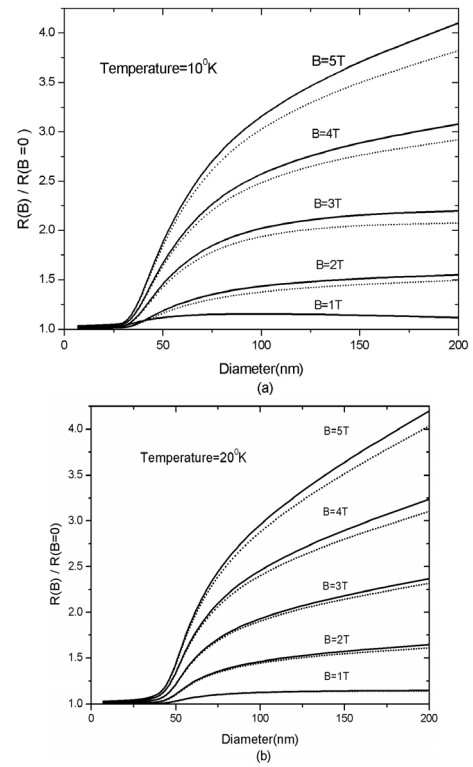 4.0
3.5
3.0
2.5
2.0
1.5
1.0
R(B) / R(B =0)
Temperature=10⁰K
B=5T
B=4T
B=3T
B=2T
B=1T
0 50 100 150 200
Diameter(nm)
(a)
4.0
3.5
3.0
2.5
2.0
1.5
1.0
R(B) / R(B=0)
Temperature=20⁰K
B=5T
B=4T
B=3T
B=2T
B=1T
0 50 100 150 200
Diameter(nm)
(b)